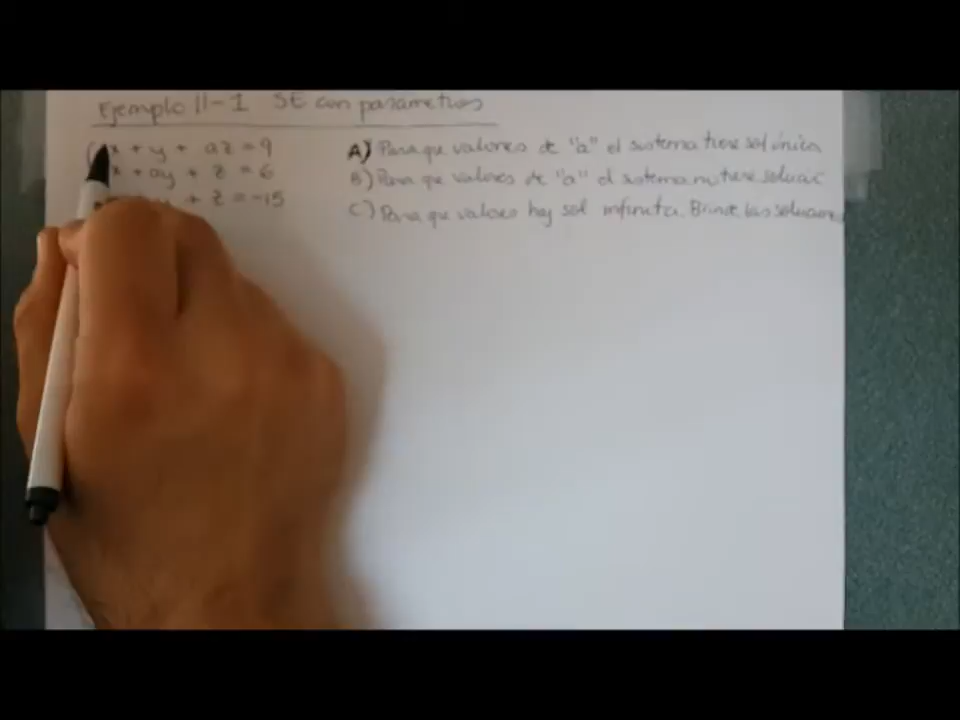 Ejemplo 11-1 SE con parametros
x + y + az = 9
x + ay + z = 6
y + z = -15
A) Para que valores de "a" el sistema tiene sol única
B) Para que valores de "a" el sistema no tiene soluc
C) Para que valores hay sol infinita. Brinde las soluciones